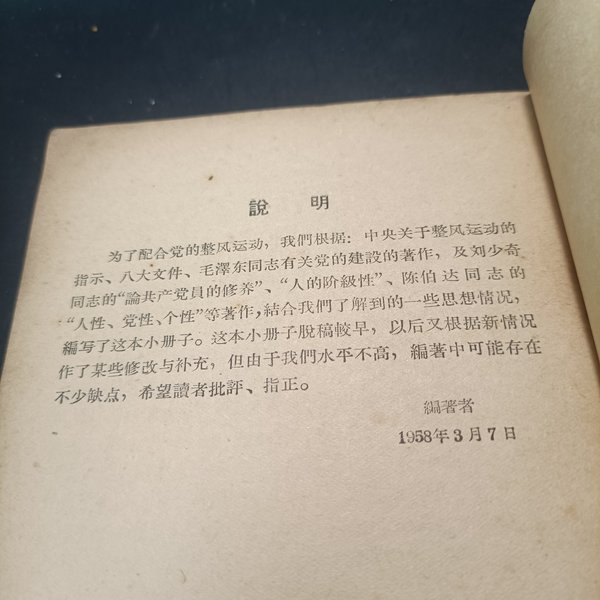 說 明
为了配合党的整风运动，我們根据：中央关于整风运动的
指示、八大文件、毛澤东同志有关党的建設的著作，及刘少奇
同志的“論共产党員的修养”、“人的阶級性”、陈伯达同志的
“人性、党性、个性”等著作，結合我們了解到的一些思想情况，
編写了这本小册子。这本小册子脫稿較早，以后又根据新情况
作了某些修改与补充，但由于我們水平不高，編著中可能存在
不少缺点，希望讀者批評、指正。
編著者
1958年3月7日